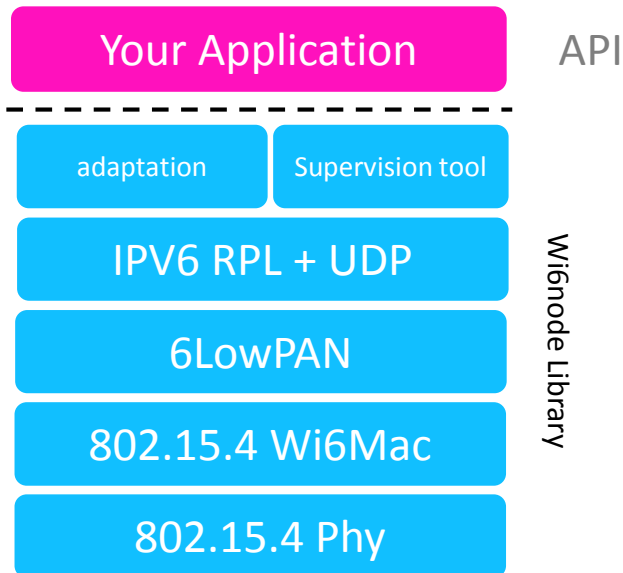 Your Application
API
adaptation
Supervision tool
IPV6 RPL + UDP
6LowPAN
802.15.4 Wi6Mac
802.15.4 Phy
Wi6node Library